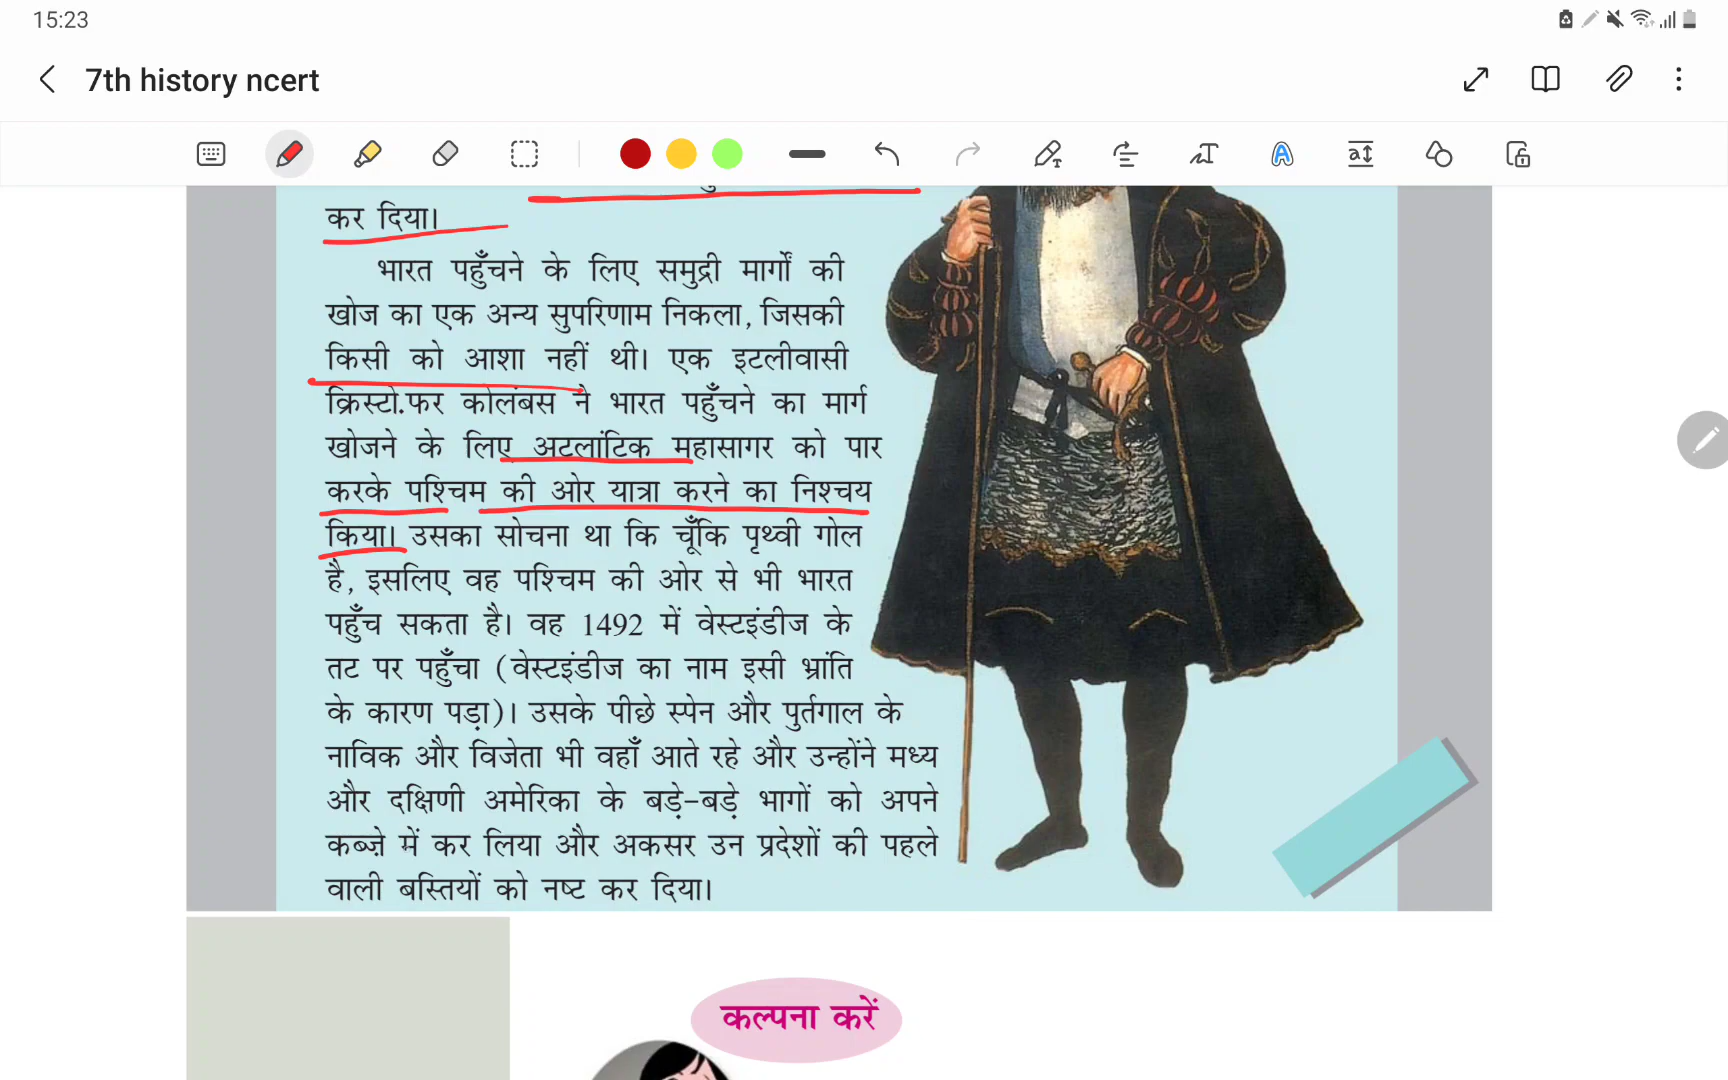 15:23
7th history ncert
कर दिया।
भारत पहुँचने के लिए समुद्री मार्गों की
खोज का एक अन्य सुपरिणाम निकला, जिसकी
किसी को आशा नहीं थी। एक इटलीवासी
क्रिस्टो.फर कोलंबस ने भारत पहुँचने का मार्ग
खोजने के लिए अटलांटिक महासागर को पार
करके पश्चिम की ओर यात्रा करने का निश्चय
किया। उसका सोचना था कि चूँकि पृथ्वी गोल
है, इसलिए वह पश्चिम की ओर से भी भारत
पहुँच सकता है। वह 1492 में वेस्टइंडीज के
तट पर पहुँचा (वेस्टइंडीज का नाम इसी भ्रांति
के कारण पड़ा)। उसके पीछे स्पेन और पुर्तगाल के
नाविक और विजेता भी वहाँ आते रहे और उन्होंने मध्य
और दक्षिणी अमेरिका के बड़े-बड़े भागों को अपने
कब्ज़े में कर लिया और अकसर उन प्रदेशों की पहले
वाली बस्तियों को नष्ट कर दिया।
कल्पना करें